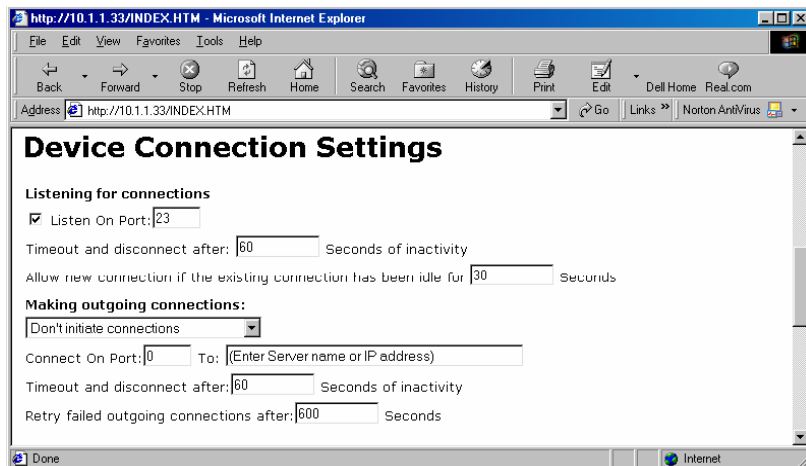 http://10.1.1.33/INDEX.HTM - Microsoft Internet Explorer
File Edit View Favorites Tools Help
Back Forward Stop Refresh Home Search Favorites History Print Edit Dell Home Real.com
Address http://10.1.1.33/INDEX.HTM Go Links » Norton AntiVirus
Device Connection Settings
Listening for connections
Listen On Port: 23
Timeout and disconnect after: 60 Seconds of inactivity
Allow new connection if the existing connection has been idle for 30 Seconds
Making outgoing connections:
Don't initiate connections
Connect On Port: 0 To: (Enter Server name or IP address)
Timeout and disconnect after: 60 Seconds of inactivity
Retry failed outgoing connections after: 600 Seconds
Done Internet